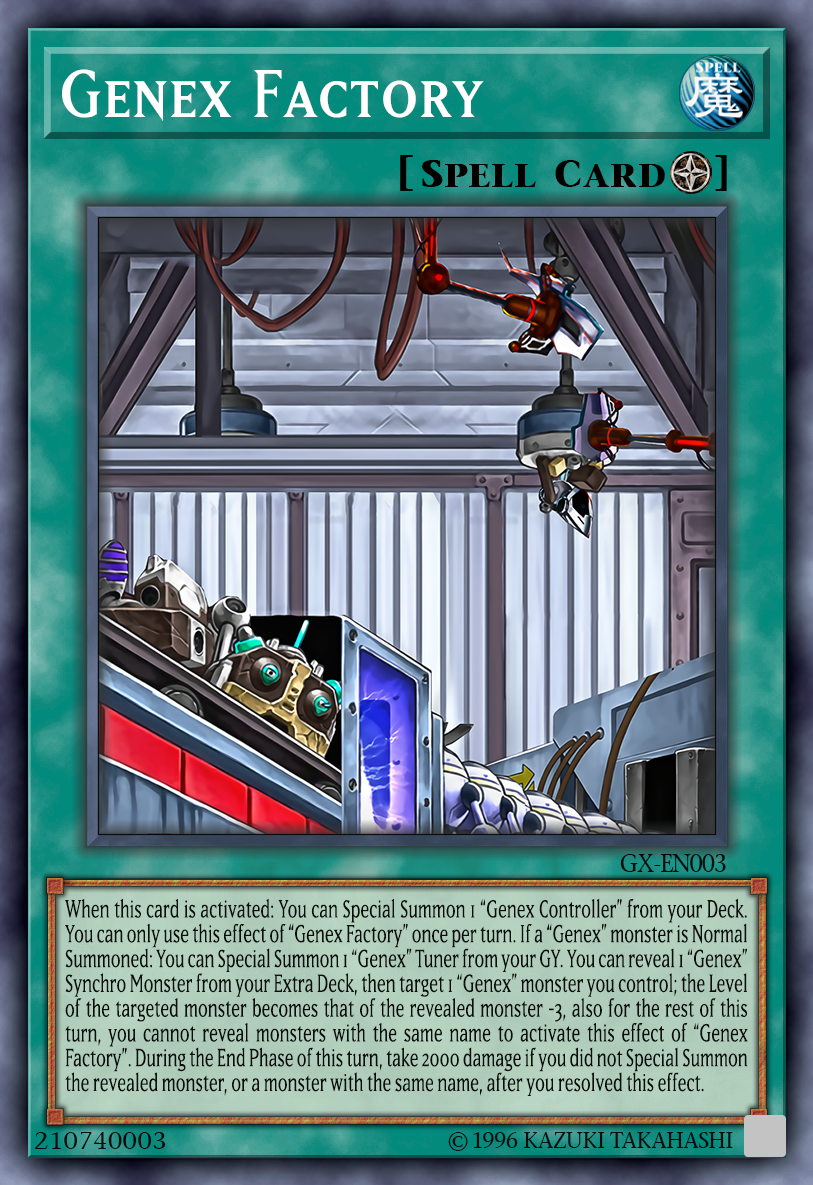 Genex Factory
SPELL
魔
[Spell Card]
GX-EN003
When this card is activated: You can Special Summon 1 “Genex Controller” from your Deck.
You can only use this effect of “Genex Factory” once per turn. If a “Genex” monster is Normal
Summoned: You can Special Summon 1 “Genex” Tuner from your GY. You can reveal 1 “Genex”
Synchro Monster from your Extra Deck, then target 1 “Genex” monster you control; the Level
of the targeted monster becomes that of the revealed monster -3, also for the rest of this
turn, you cannot reveal monsters with the same name to activate this effect of “Genex
Factory”. During the End Phase of this turn, take 2000 damage if you did not Special Summon
the revealed monster, or a monster with the same name, after you resolved this effect.
210740003
© 1996 KAZUKI TAKAHASHI